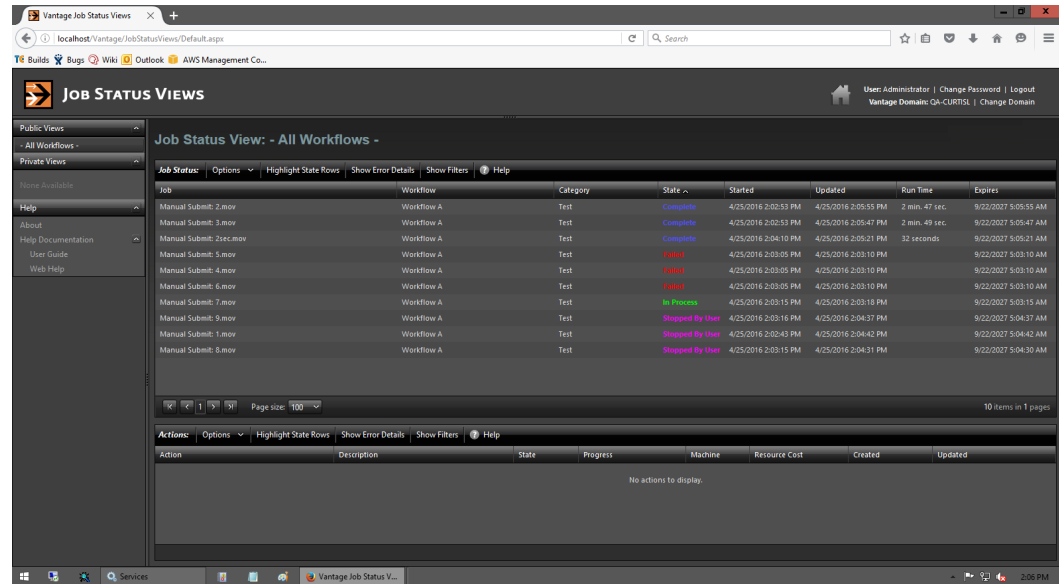 Vantage Job Status Views
localhost/Vantage/JobStatusViews/Default.aspx
Search
Builds Bugs Wiki Outlook AWS Management Co...
JOB STATUS VIEWS
User: Administrator | Change Password | Logout
Vantage Domain: QA-CURTISL | Change Domain
Public Views
- All Workflows -
Private Views
None Available
Help
About
Help Documentation
User Guide
Web Help
Job Status View: - All Workflows -
Job Status: Options Highlight State Rows Show Error Details Show Filters ? Help
Job Workflow Category State Started Updated Run Time Expires
Manual Submit: 2.mov Workflow A Test Complete 4/25/2016 2:02:53 PM 4/25/2016 2:05:55 PM 2 min. 47 sec. 9/22/2027 5:05:55 AM
Manual Submit: 3.mov Workflow A Test Complete 4/25/2016 2:02:53 PM 4/25/2016 2:05:47 PM 2 min. 49 sec. 9/22/2027 5:05:47 AM
Manual Submit: 2sec.mov Workflow A Test Complete 4/25/2016 2:04:10 PM 4/25/2016 2:05:21 PM 32 seconds 9/22/2027 5:05:21 AM
Manual Submit: 5.mov Workflow A Test Failed 4/25/2016 2:03:05 PM 4/25/2016 2:03:10 PM 9/22/2027 5:03:10 AM
Manual Submit: 4.mov Workflow A Test Failed 4/25/2016 2:03:05 PM 4/25/2016 2:03:10 PM 9/22/2027 5:03:10 AM
Manual Submit: 6.mov Workflow A Test Failed 4/25/2016 2:03:05 PM 4/25/2016 2:03:10 PM 9/22/2027 5:03:10 AM
Manual Submit: 7.mov Workflow A Test In Process 4/25/2016 2:03:15 PM 4/25/2016 2:03:18 PM 9/22/2027 5:03:15 AM
Manual Submit: 9.mov Workflow A Test Stopped By User 4/25/2016 2:03:16 PM 4/25/2016 2:04:37 PM 9/22/2027 5:04:37 AM
Manual Submit: 1.mov Workflow A Test Stopped By User 4/25/2016 2:02:43 PM 4/25/2016 2:04:42 PM 9/22/2027 5:04:42 AM
Manual Submit: 8.mov Workflow A Test Stopped By User 4/25/2016 2:03:15 PM 4/25/2016 2:04:31 PM 9/22/2027 5:04:30 AM
1 Page size: 100 10 items in 1 pages
Actions: Options Highlight State Rows Show Error Details Show Filters ? Help
Action Description State Progress Machine Resource Cost Created Updated
No actions to display.
Services Vantage Job Status V... 2:06 PM